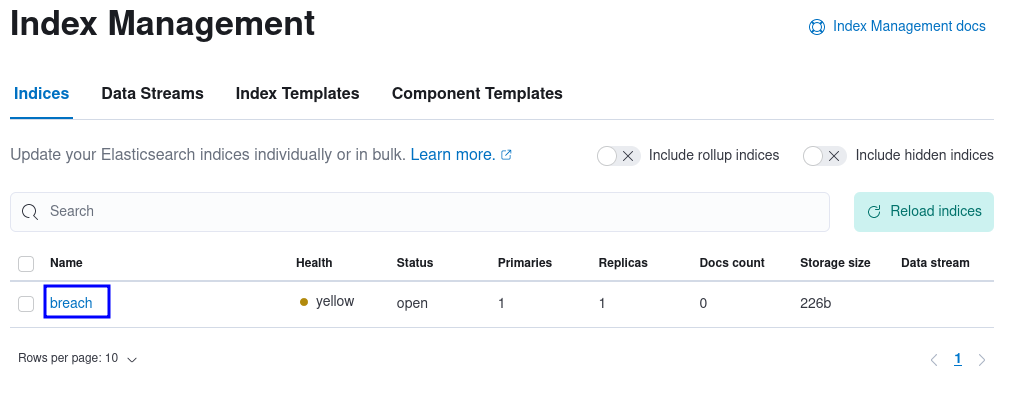 Index Management
Index Management docs
Indices Data Streams Index Templates Component Templates
Update your Elasticsearch indices individually or in bulk. Learn more. Include rollup indices Include hidden indices
Search Reload indices
Name Health Status Primaries Replicas Docs count Storage size Data stream
breach yellow open 1 1 0 226b
Rows per page: 10 1